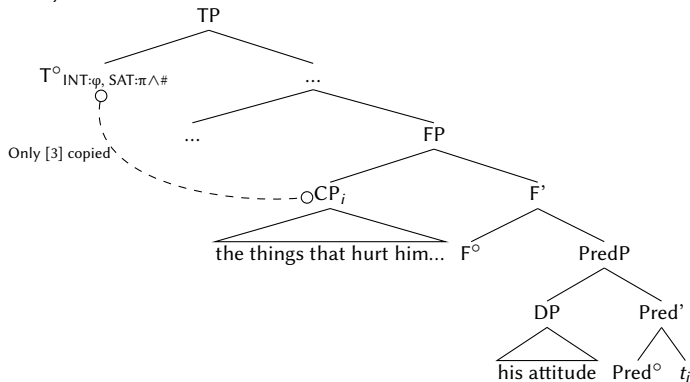 TP
T° INT:φ, SAT:π∧#
...
...
FP
Only [3] copied
CPi
F'
the things that hurt him...
F°
PredP
DP
Pred'
his attitude
Pred°
ti